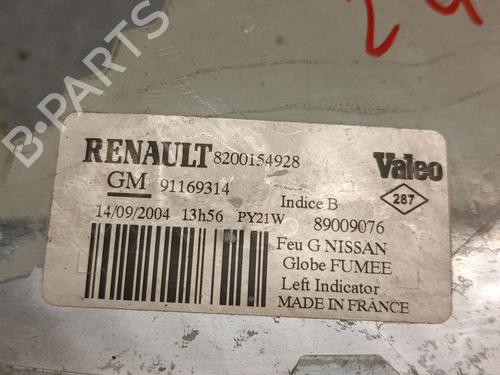 24
B-PARTS
RENAULT 8200154928
Valeo
GM 91169314
Indice B
287
14/09/2004 13h56 PY21W
89009076
Feu G NISSAN
Globe FUMEE
Left Indicator
MADE IN FRANCE